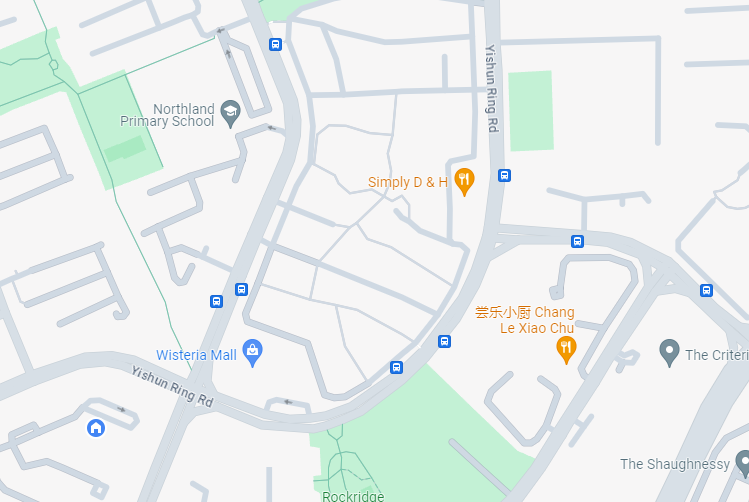 Yishun Ring Rd
Northland
Primary School
Simply D & H
尝乐小厨 Chang
Le Xiao Chu
Wisteria Mall
The Criteri
Yishun Ring Rd
The Shaughnessy
Rockridge